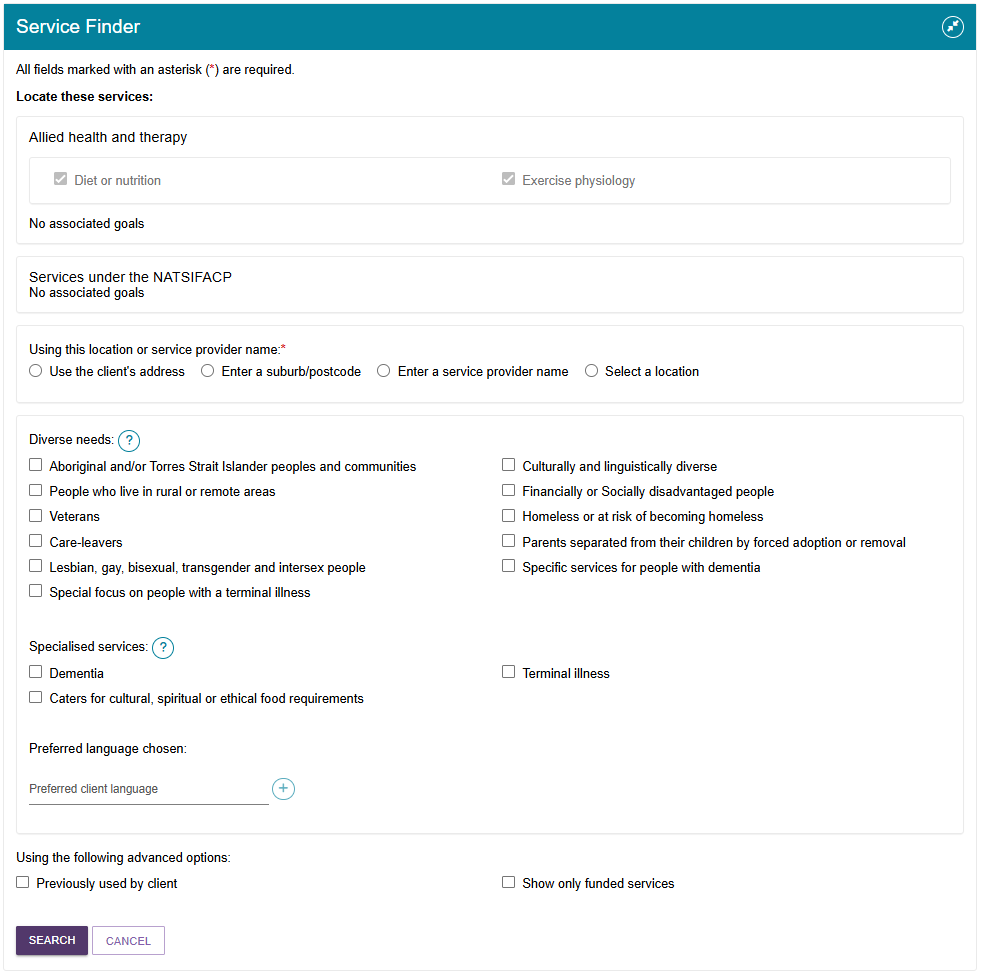 Service Finder
All fields marked with an asterisk (*) are required.
Locate these services:
Allied health and therapy
Diet or nutrition
Exercise physiology
No associated goals
Services under the NATSIFACP
No associated goals
Using this location or service provider name:*
Use the client's address Enter a suburb/postcode Enter a service provider name Select a location
Diverse needs: ?
Aboriginal and/or Torres Strait Islander peoples and communities
Culturally and linguistically diverse
People who live in rural or remote areas
Financially or Socially disadvantaged people
Veterans
Homeless or at risk of becoming homeless
Care-leavers
Parents separated from their children by forced adoption or removal
Lesbian, gay, bisexual, transgender and intersex people
Specific services for people with dementia
Special focus on people with a terminal illness
Specialised services: ?
Dementia
Terminal illness
Caters for cultural, spiritual or ethical food requirements
Preferred language chosen:
Preferred client language +
Using the following advanced options:
Previously used by client
Show only funded services
SEARCH CANCEL